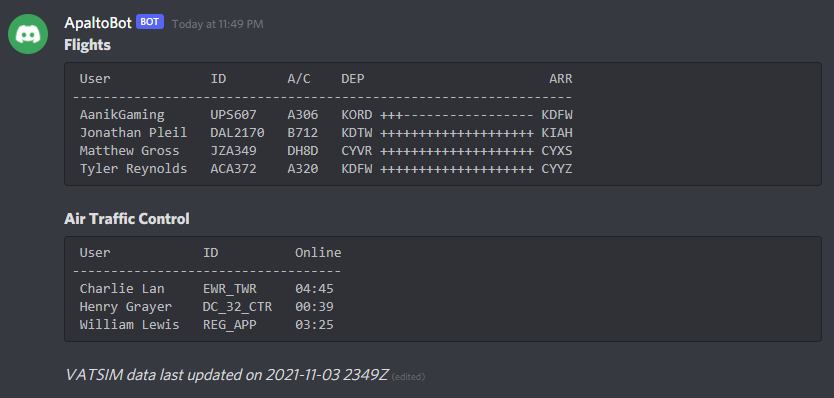 ApaltoBot BOT Today at 11:49 PM
Flights
User ID A/C DEP ARR
----------------------------------------------------------------
AanikGaming UPS607 A306 KORD +++----------------- KDFW
Jonathan Pleil DAL2170 B712 KDTW ++++++++++++++++++++ KIAH
Matthew Gross JZA349 DH8D CYVR ++++++++++++++++++++ CYXS
Tyler Reynolds ACA372 A320 KDFW ++++++++++++++++++++ CYYZ
Air Traffic Control
User ID Online
-----------------------------------
Charlie Lan EWR_TWR 04:45
Henry Grayer DC_32_CTR 00:39
William Lewis REG_APP 03:25
VATSIM data last updated on 2021-11-03 2349Z (edited)